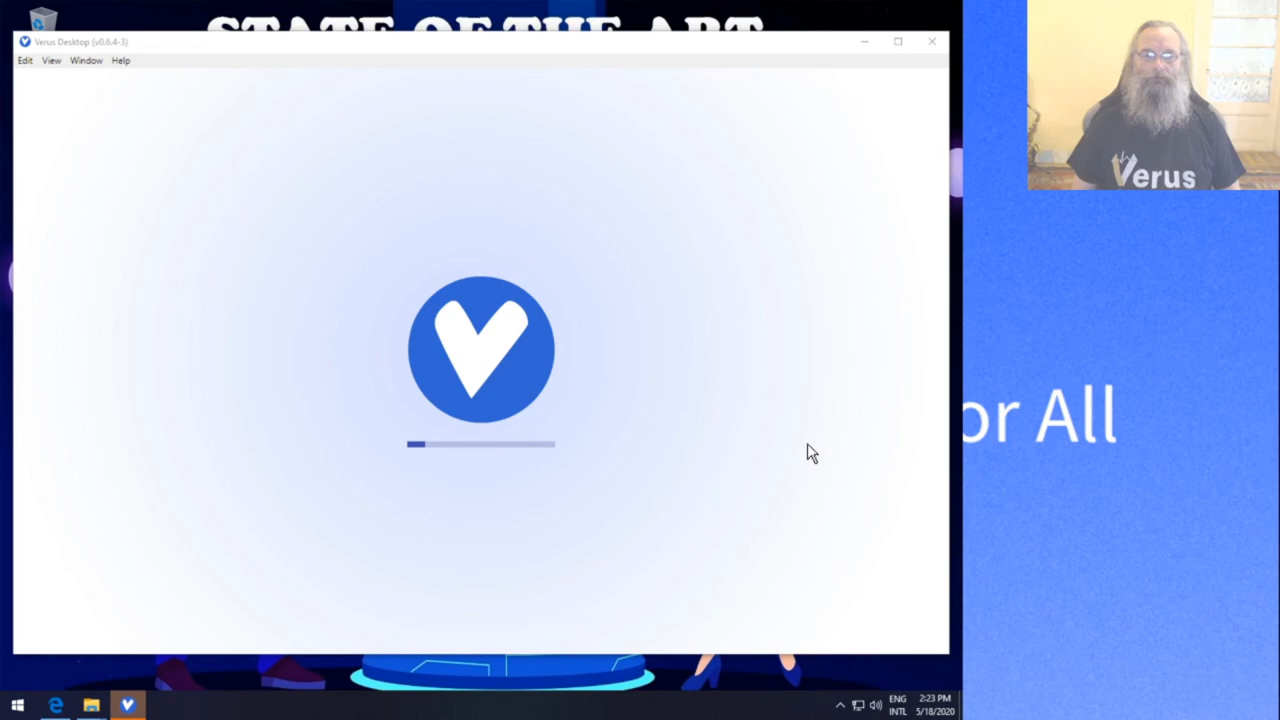 STATE OF THE ART
Verus Desktop (v0.6.4-3)
Edit View Window Help
Verus
or All
ENG
INTL
2:23 PM
5/18/2020